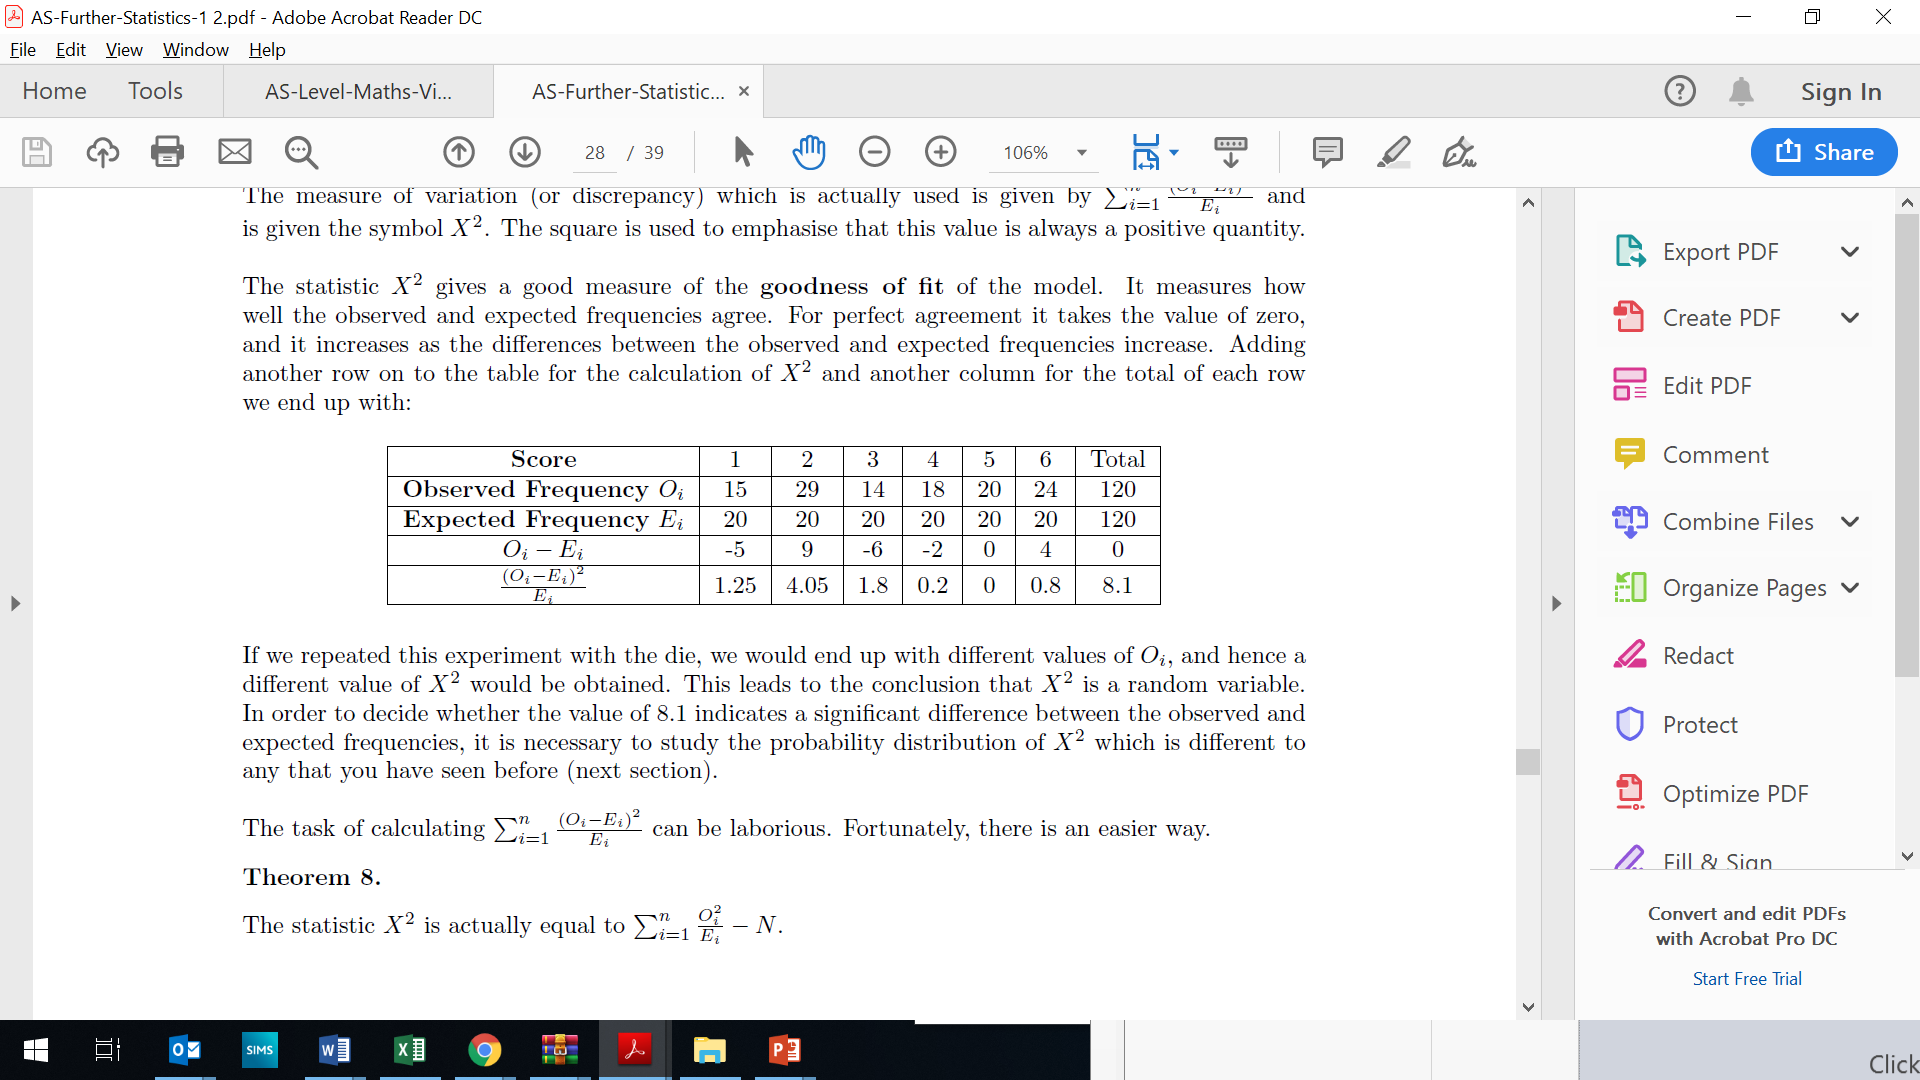 AS-Further-Statistics-1 2.pdf - Adobe Acrobat Reader DC
File Edit View Window Help
Home Tools AS-Level-Maths-Vi... AS-Further-Statistic... × ? Sign In
28 / 39 106% Share
The measure of variation (or discrepancy) which is actually used is given by ∑ i=1 Eᵢ and
is given the symbol X². The square is used to emphasise that this value is always a positive quantity.
The statistic X² gives a good measure of the goodness of fit of the model. It measures how
well the observed and expected frequencies agree. For perfect agreement it takes the value of zero,
and it increases as the differences between the observed and expected frequencies increase. Adding
another row on to the table for the calculation of X² and another column for the total of each row
we end up with:
Score 1 2 3 4 5 6 Total
Observed Frequency Oᵢ 15 29 14 18 20 24 120
Expected Frequency Eᵢ 20 20 20 20 20 20 120
Oᵢ − Eᵢ -5 9 -6 -2 0 4 0
(Oᵢ−Eᵢ)²/Eᵢ 1.25 4.05 1.8 0.2 0 0.8 8.1
If we repeated this experiment with the die, we would end up with different values of Oᵢ, and hence a
different value of X² would be obtained. This leads to the conclusion that X² is a random variable.
In order to decide whether the value of 8.1 indicates a significant difference between the observed and
expected frequencies, it is necessary to study the probability distribution of X² which is different to
any that you have seen before (next section).
The task of calculating ∑ⁿᵢ₌₁ (Oᵢ−Eᵢ)²/Eᵢ can be laborious. Fortunately, there is an easier way.
Theorem 8.
The statistic X² is actually equal to ∑ⁿᵢ₌₁ Oᵢ²/Eᵢ − N.
Export PDF
Create PDF
Edit PDF
Comment
Combine Files
Organize Pages
Redact
Protect
Optimize PDF
Fill & Sign
Convert and edit PDFs
with Acrobat Pro DC
Start Free Trial
SIMS
Click